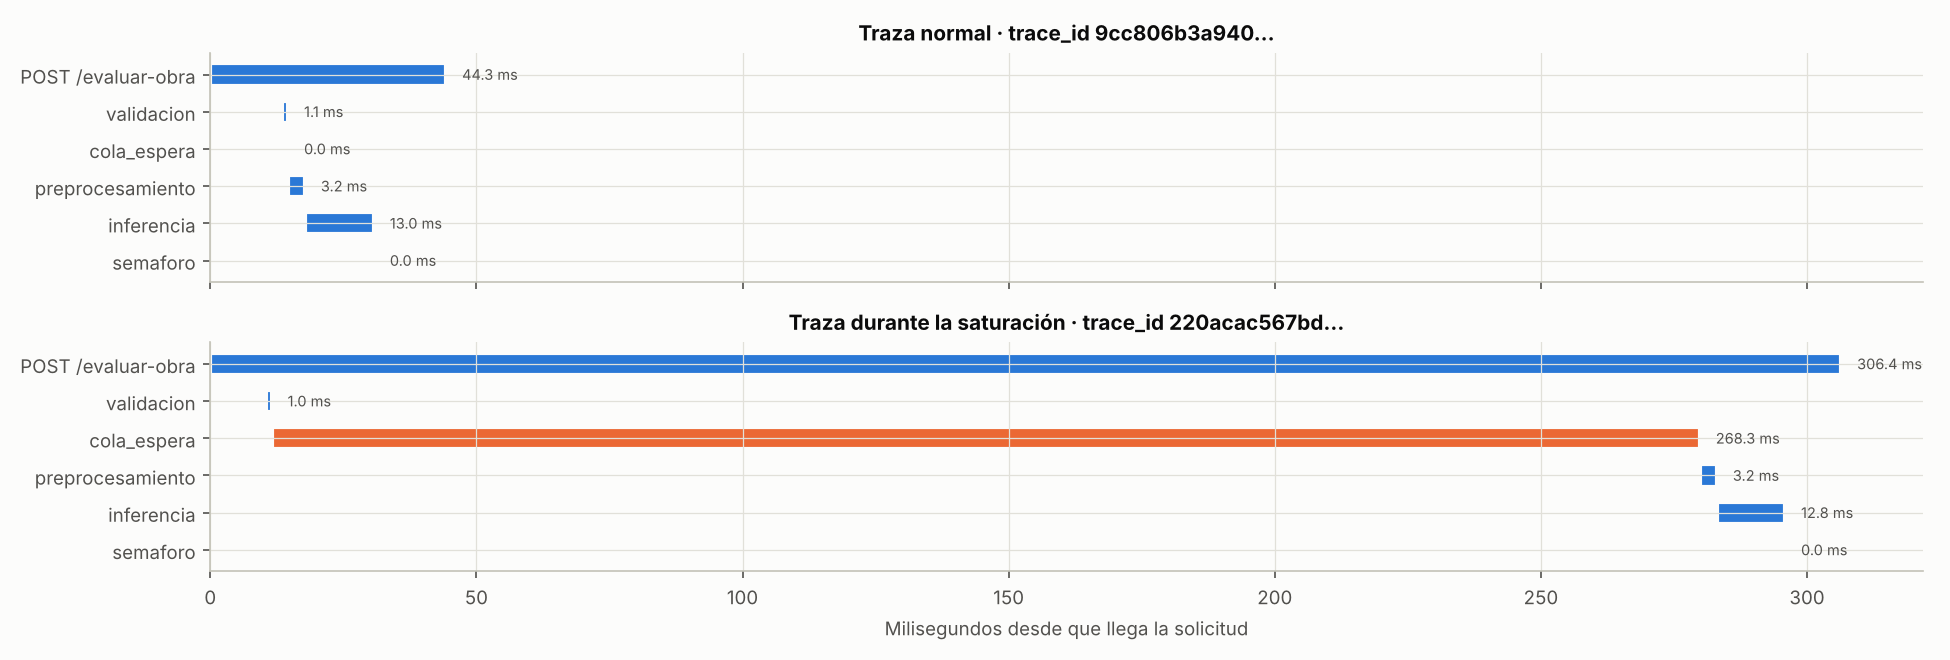 Traza normal · trace_id 9cc806b3a940...
POST /evaluar-obra 44.3 ms
validacion 1.1 ms
cola_espera 0.0 ms
preprocesamiento 3.2 ms
inferencia 13.0 ms
semaforo 0.0 ms
Traza durante la saturación · trace_id 220acac567bd...
POST /evaluar-obra 306.4 ms
validacion 1.0 ms
cola_espera 268.3 ms
preprocesamiento 3.2 ms
inferencia 12.8 ms
semaforo 0.0 ms
0 50 100 150 200 250 300
Milisegundos desde que llega la solicitud